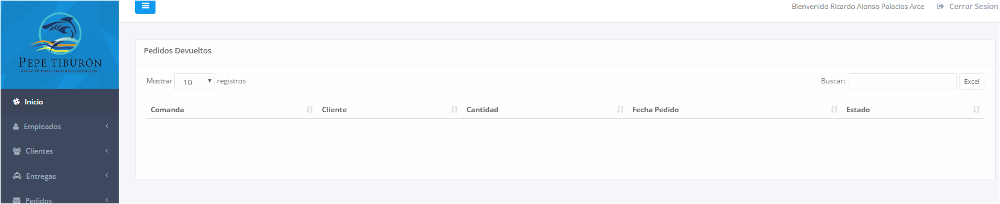 Bienvenido Ricardo Alonso Palacios Arce Cerrar Sesion
PEPE TIBURÓN
Inicio
Empleados
Clientes
Entregas
Pedidos
Pedidos Devueltos
Mostrar 10 registros Buscar: Excel
Comanda Cliente Cantidad Fecha Pedido Estado